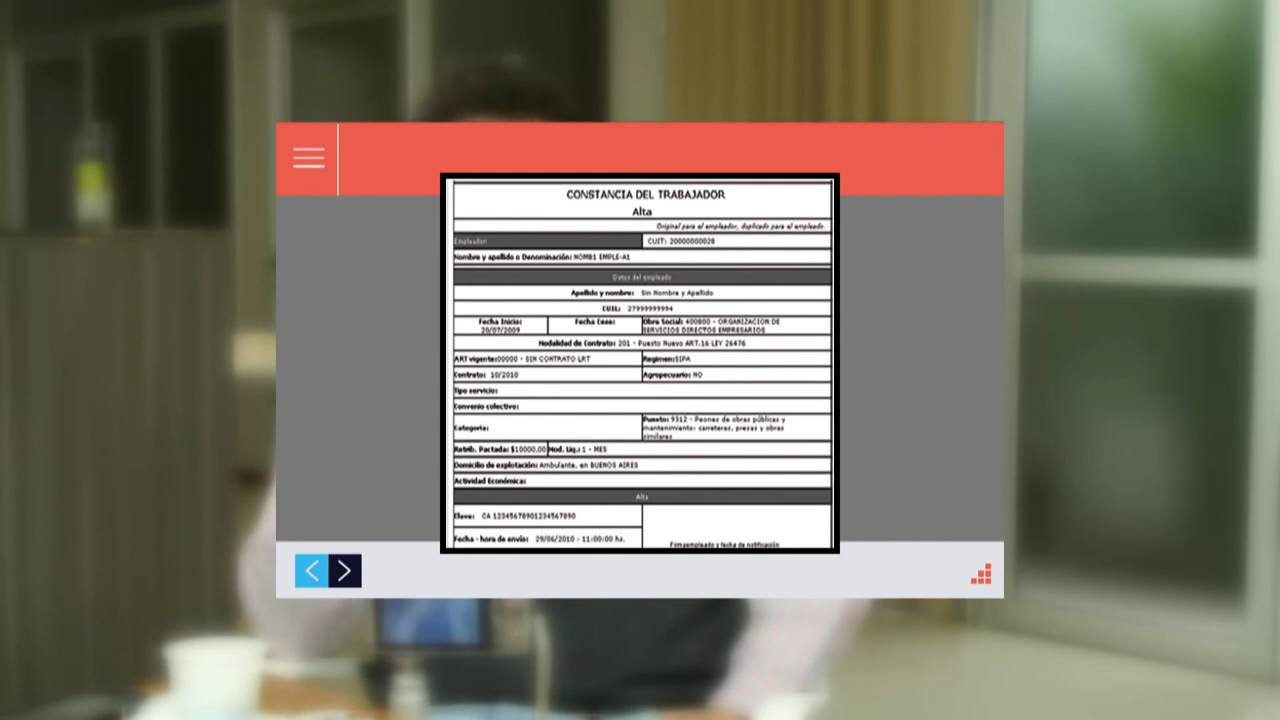 CONSTANCIA DEL TRABAJADOR
Alta
Original para el empleador, duplicado para el empleado.
Empleador: CUIT: 20000000028
Nombre y apellido o Denominación: NOMB1 EMPLE-A1
Datos del empleado
Apellido y nombre: Sin Nombre y Apellido
CUIL: 27999999994
Fecha Inicio: Fecha Cese: Obra Social: 400800 - ORGANIZACION DE
20/07/2009 SERVICIOS DIRECTOS EMPRESARIOS
Modalidad de Contrato: 201 - Puesto Nuevo ART.16 LEY 26476
ART vigente:00000 - SIN CONTRATO LRT Regimen:SIPA
Contrato: 10/2010 Agropecuario: NO
Tipo servicio:
Convenio colectivo:
Categoria: Puesto: 9312 - Peones de obras públicas y
mantenimiento: carreteras, presas y obras
similares
Retrib. Pactada: $10000,00 Mod. Liq.: 1 - MES
Domicilio de explotación: Ambulante, en BUENOS AIRES
Actividad Económica:
Alta
Clave: CA 12345678901234567890
Fecha - hora de envío: 29/06/2010 - 11:00:00 hs.
Firma empleado y fecha de notificación